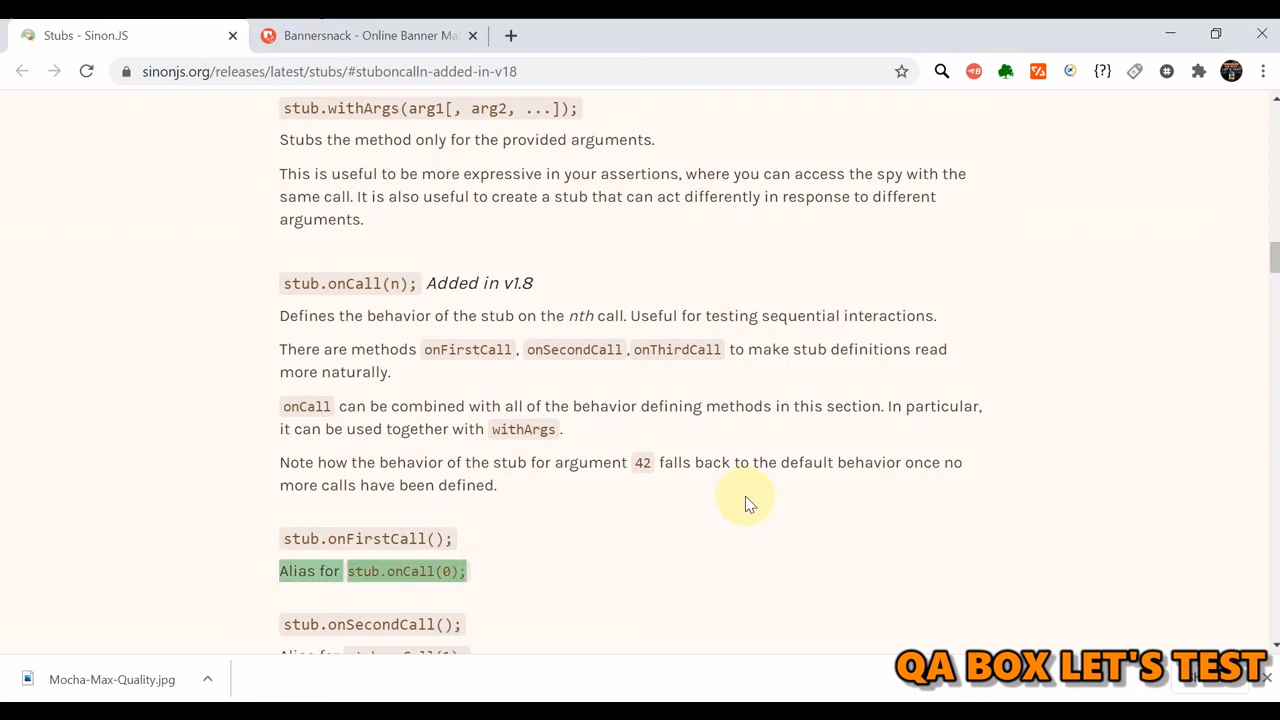 Stubs - Sinon.JS
Bannersnack - Online Banner Ma
sinonjs.org/releases/latest/stubs/#stuboncalln-added-in-v18
stub.withArgs(arg1[, arg2, ...]);
Stubs the method only for the provided arguments.
This is useful to be more expressive in your assertions, where you can access the spy with the
same call. It is also useful to create a stub that can act differently in response to different
arguments.
stub.onCall(n); Added in v1.8
Defines the behavior of the stub on the nth call. Useful for testing sequential interactions.
There are methods onFirstCall, onSecondCall,onThirdCall to make stub definitions read
more naturally.
onCall can be combined with all of the behavior defining methods in this section. In particular,
it can be used together with withArgs.
Note how the behavior of the stub for argument 42 falls back to the default behavior once no
more calls have been defined.
stub.onFirstCall();
Alias for stub.onCall(0);
stub.onSecondCall();
Alias for stub.onCall(1);
Mocha-Max-Quality.jpg
QA BOX LET'S TEST